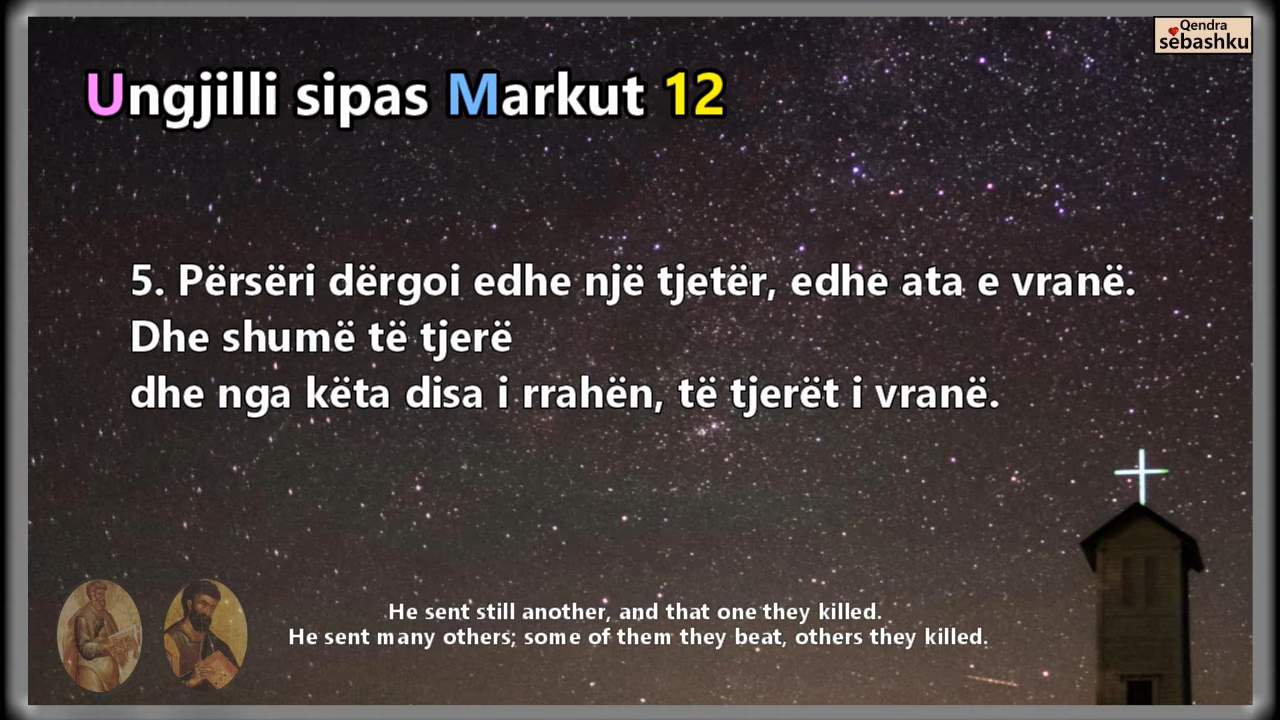 Qendra
sebashku
Ungjilli sipas Markut 12
5. Përsëri dërgoi edhe një tjetër, edhe ata e vranë.
Dhe shumë të tjerë
dhe nga këta disa i rrahën, të tjerët i vranë.
He sent still another, and that one they killed.
He sent many others; some of them they beat, others they killed.